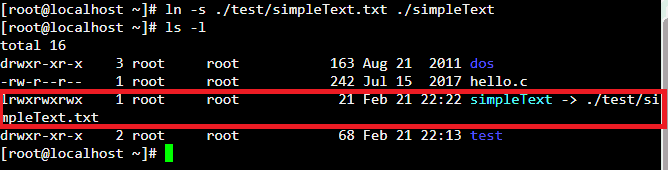 [root@localhost ~]# ln -s ./test/simpleText.txt ./simpleText
[root@localhost ~]# ls -l
total 16
drwxr-xr-x    3 root     root           163 Aug 21  2011 dos
-rw-r--r--    1 root     root           242 Jul 15  2017 hello.c
lrwxrwxrwx    1 root     root            21 Feb 21 22:22 simpleText -> ./test/si
mpleText.txt
drwxr-xr-x    2 root     root            68 Feb 21 22:13 test
[root@localhost ~]#